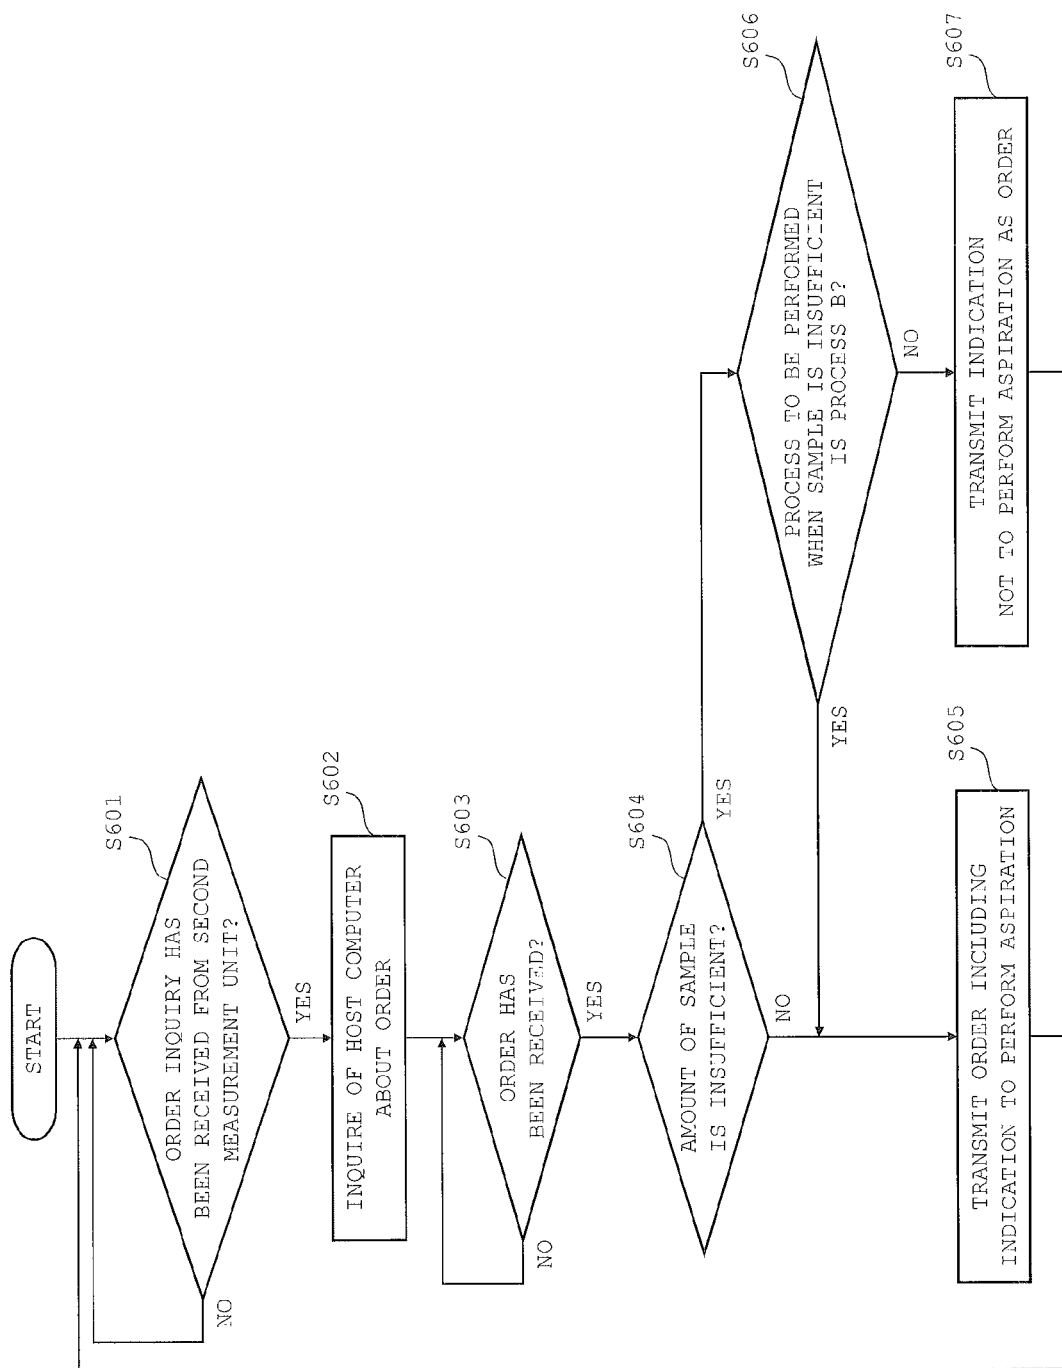 START
S601
ORDER INQUIRY HAS
BEEN RECEIVED FROM SECOND
MEASUREMENT UNIT?
NO
YES
S602
INQUIRE OF HOST COMPUTER
ABOUT ORDER
S603
ORDER HAS
BEEN RECEIVED?
NO
YES
S604
AMOUNT OF SAMPLE
IS INSUFFICIENT?
YES
NO
S606
PROCESS TO BE PERFORMED
WHEN SAMPLE IS INSUFFICIENT
IS PROCESS B?
YES
NO
S605
TRANSMIT ORDER INCLUDING
INDICATION TO PERFORM ASPIRATION
S607
TRANSMIT INDICATION
NOT TO PERFORM ASPIRATION AS ORDER